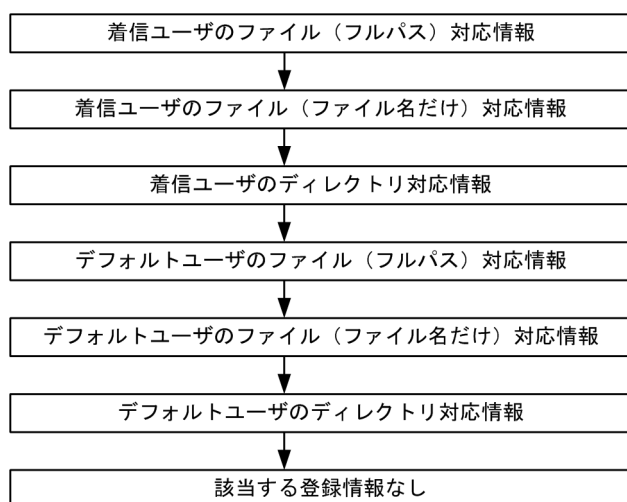 着信ユーザのファイル（フルパス）対応情報
着信ユーザのファイル（ファイル名だけ）対応情報
着信ユーザのディレクトリ対応情報
デフォルトユーザのファイル（フルパス）対応情報
デフォルトユーザのファイル（ファイル名だけ）対応情報
デフォルトユーザのディレクトリ対応情報
該当する登録情報なし